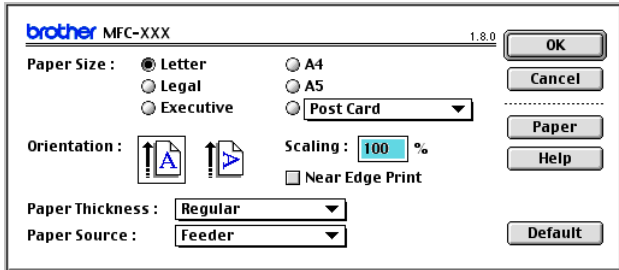 brother MFC-XXX 1.8.0
OK
Paper Size : Letter A4
Cancel
Legal A5
Executive Post Card
Paper
Orientation : A A Scaling : 100 %
Help
Near Edge Print
Paper Thickness : Regular
Paper Source : Feeder
Default